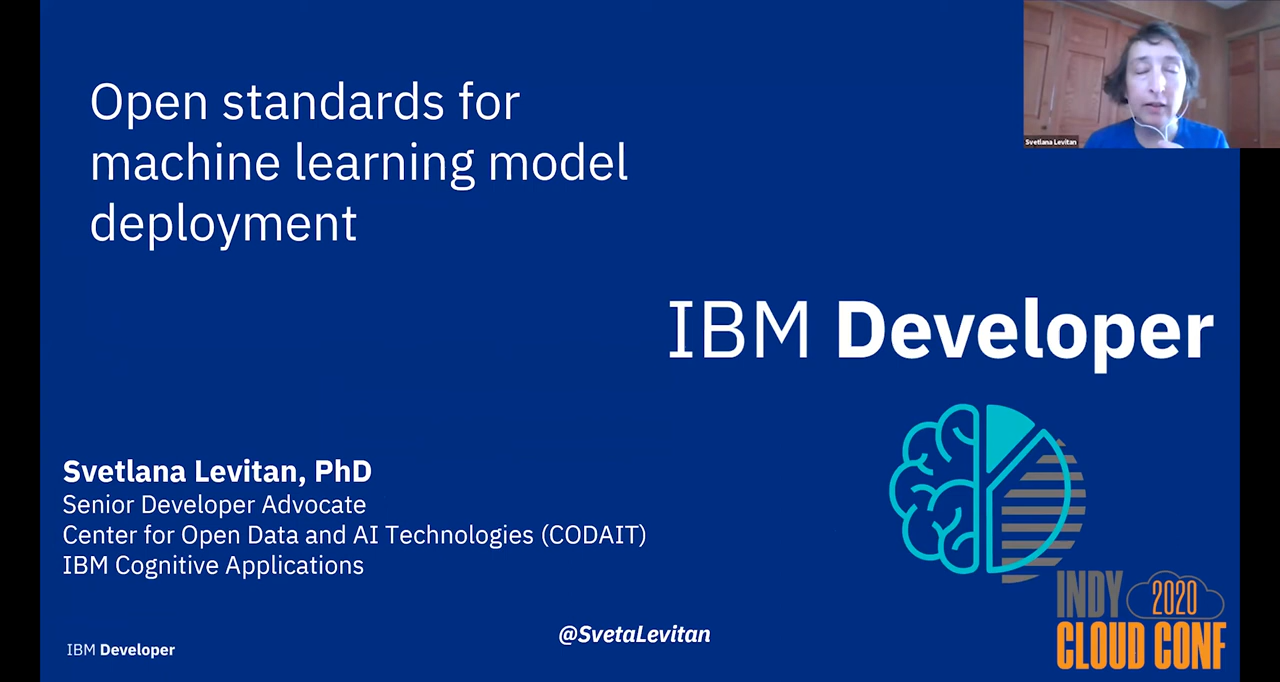 Open standards for
machine learning model
deployment
Svetlana Levitan
IBM Developer
Svetlana Levitan, PhD
Senior Developer Advocate
Center for Open Data and AI Technologies (CODAIT)
IBM Cognitive Applications
@SvetaLevitan
IBM Developer
INDY 2020
CLOUD CONF